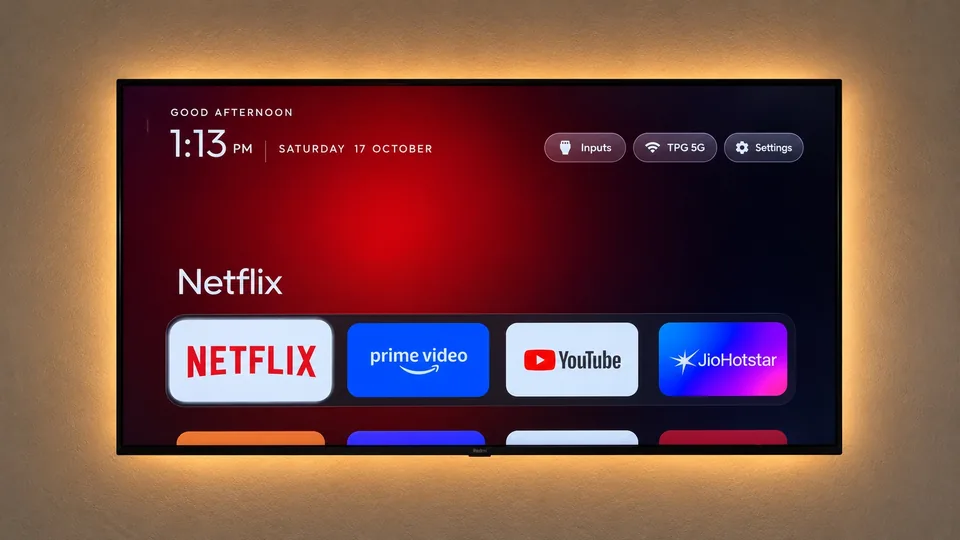 GOOD AFTERNOON
1:13 PM
SATURDAY 17 OCTOBER
Inputs
TPG 5G
Settings
Netflix
NETFLIX
prime video
YouTube
JioHotstar